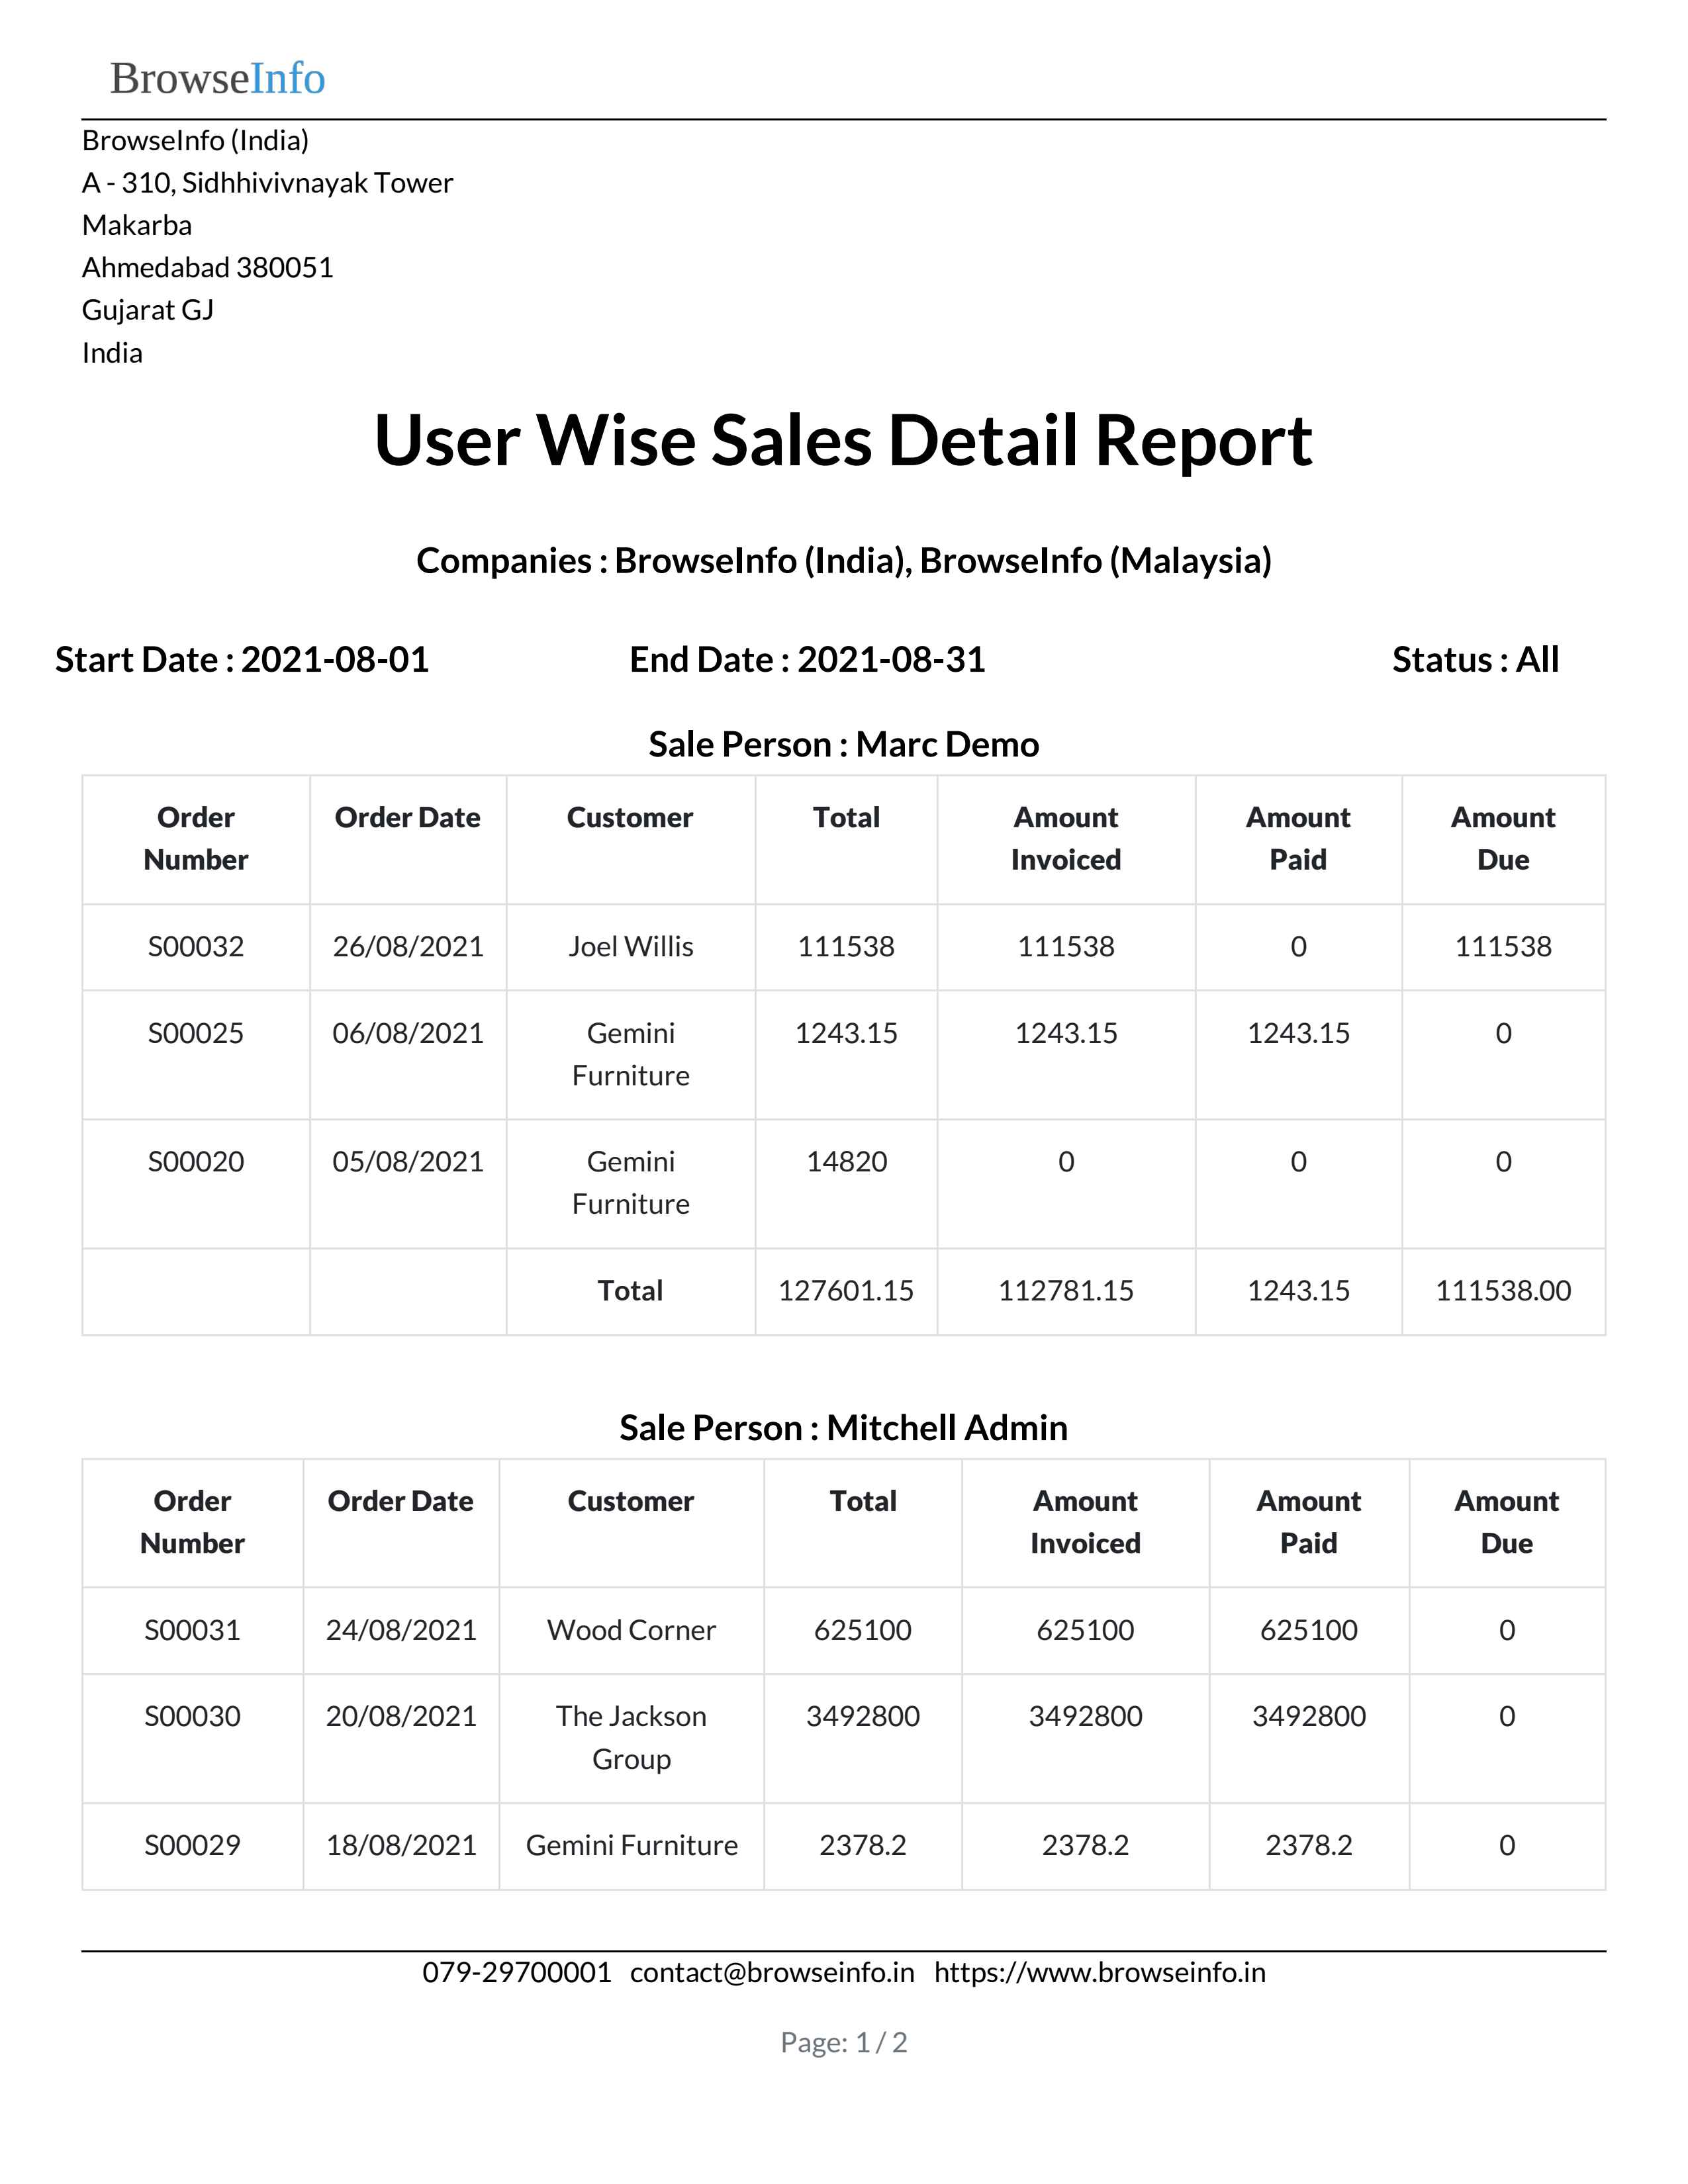 BrowseInfo
BrowseInfo (India)
A - 310, Sidhhivivnayak Tower
Makarba
Ahmedabad 380051
Gujarat GJ
India
User Wise Sales Detail Report
Companies : BrowseInfo (India), BrowseInfo (Malaysia)
Start Date : 2021-08-01 End Date : 2021-08-31 Status : All
Sale Person : Marc Demo
Order Order Date Customer Total Amount Amount Amount
Number Invoiced Paid Due
S00032 26/08/2021 Joel Willis 111538 111538 0 111538
S00025 06/08/2021 Gemini 1243.15 1243.15 1243.15 0
Furniture
S00020 05/08/2021 Gemini 14820 0 0 0
Furniture
Total 127601.15 112781.15 1243.15 111538.00
Sale Person : Mitchell Admin
Order Order Date Customer Total Amount Amount Amount
Number Invoiced Paid Due
S00031 24/08/2021 Wood Corner 625100 625100 625100 0
S00030 20/08/2021 The Jackson 3492800 3492800 3492800 0
Group
S00029 18/08/2021 Gemini Furniture 2378.2 2378.2 2378.2 0
079-29700001 contact@browseinfo.in https://www.browseinfo.in
Page: 1 / 2